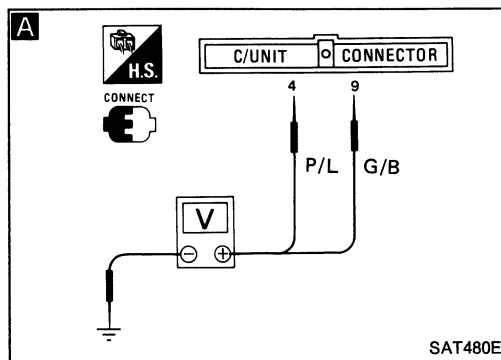 A
H.S.
CONNECT
C/UNIT CONNECTOR
4 9
P/L G/B
V
SAT480E